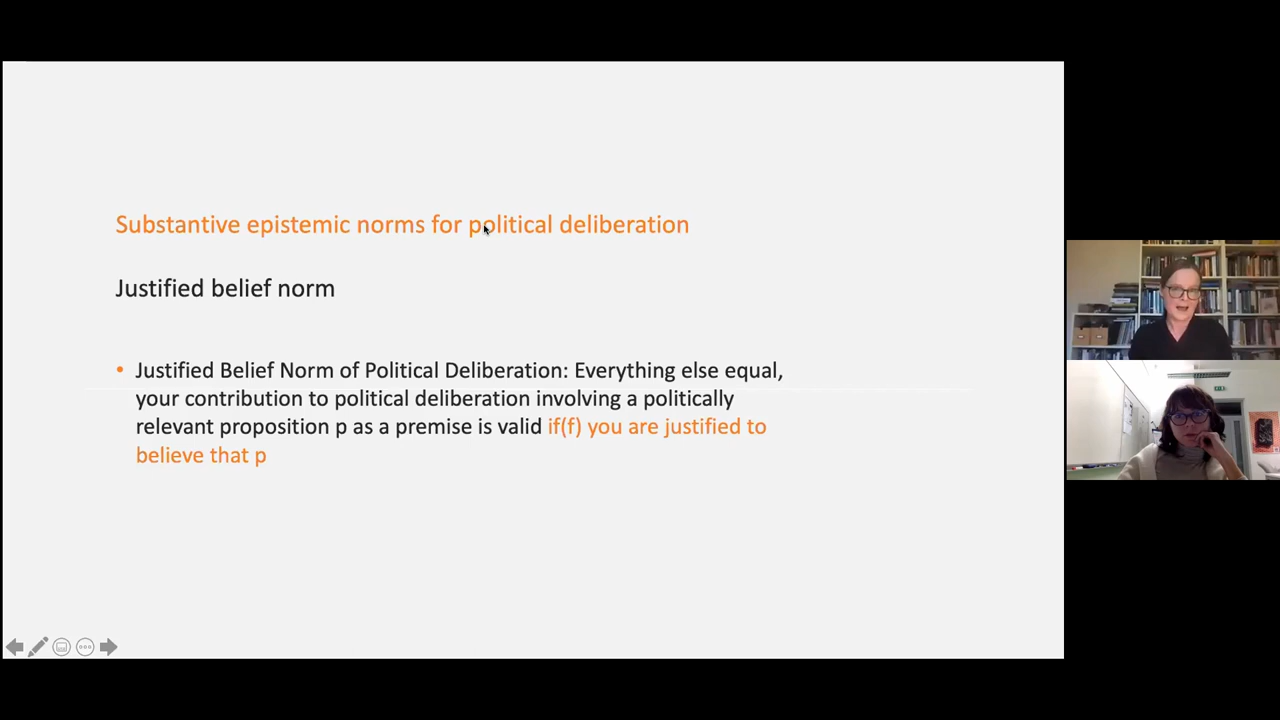 Substantive epistemic norms for political deliberation
Justified belief norm
• Justified Belief Norm of Political Deliberation: Everything else equal,
your contribution to political deliberation involving a politically
relevant proposition p as a premise is valid if(f) you are justified to
believe that p